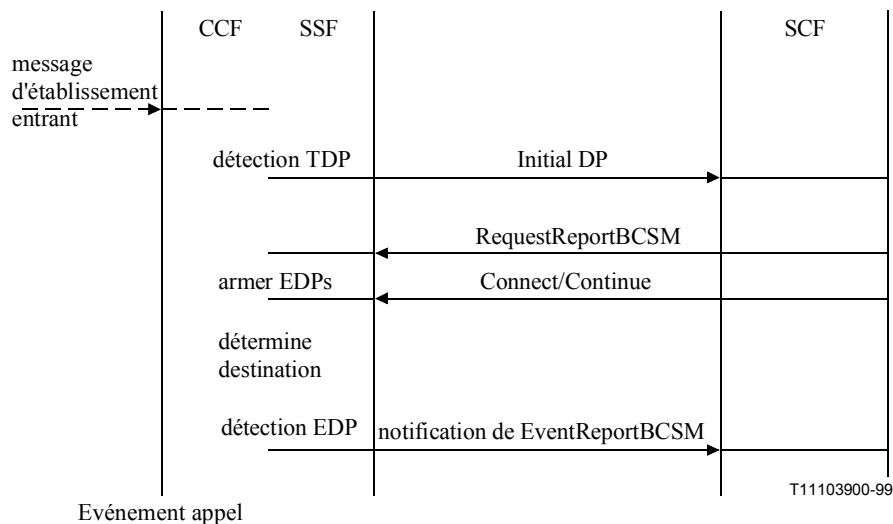 CCF SSF SCF
message
d'établissement
entrant
détection TDP Initial DP
RequestReportBCSM
armer EDPs Connect/Continue
détermine
destination
détection EDP notification de EventReportBCSM
T11103900-99
Evénement appel